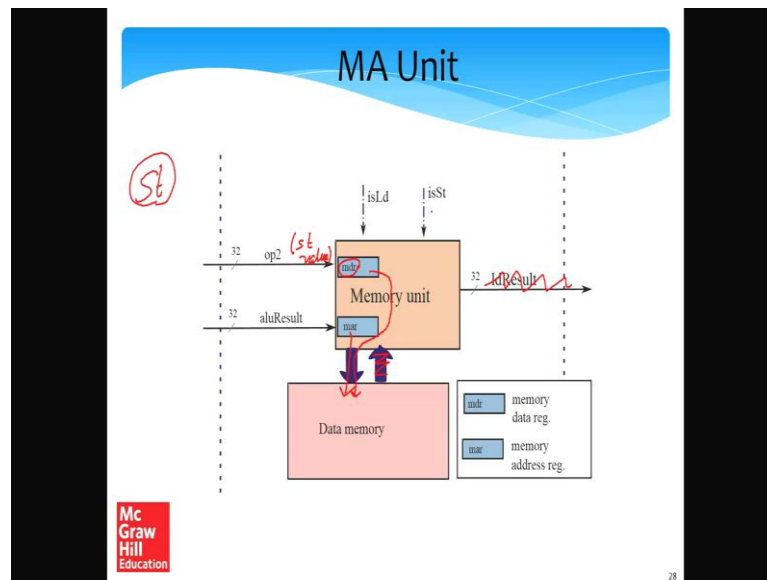 MA Unit
St
isLd
isSt
32
op2
(st value)
mdr
32
ldResult
Memory unit
32
aluResult
mar
Data memory
mdr
memory data reg.
mar
memory address reg.
Mc
Graw
Hill
Education
28